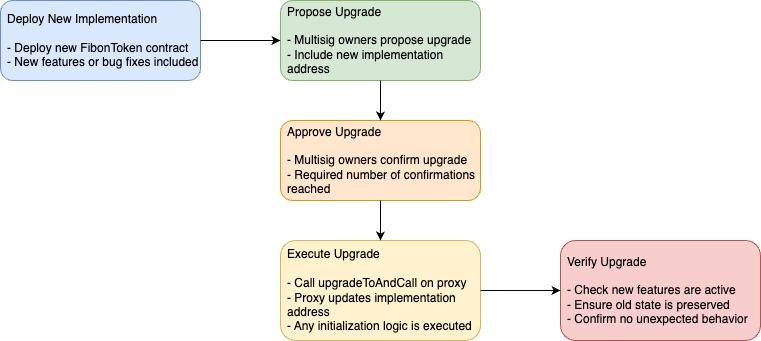 Deploy New Implementation
- Deploy new FibonToken contract
- New features or bug fixes included
Propose Upgrade
- Multisig owners propose upgrade
- Include new implementation
address
Approve Upgrade
- Multisig owners confirm upgrade
- Required number of confirmations
reached
Execute Upgrade
- Call upgradeToAndCall on proxy
- Proxy updates implementation
address
- Any initialization logic is executed
Verify Upgrade
- Check new features are active
- Ensure old state is preserved
- Confirm no unexpected behavior